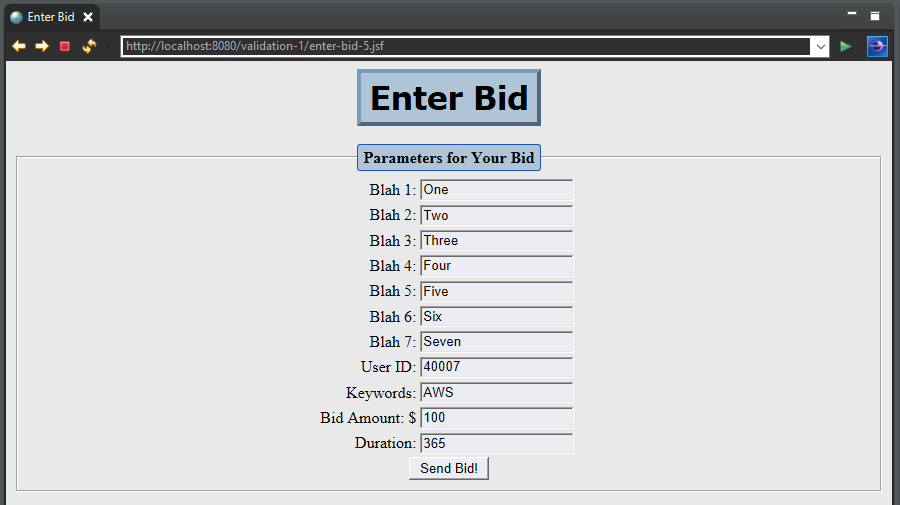 Enter Bid
http://localhost:8080/validation-1/enter-bid-5.jsf
Enter Bid
Parameters for Your Bid
Blah 1: One
Blah 2: Two
Blah 3: Three
Blah 4: Four
Blah 5: Five
Blah 6: Six
Blah 7: Seven
User ID: 40007
Keywords: AWS
Bid Amount: $ 100
Duration: 365
Send Bid!